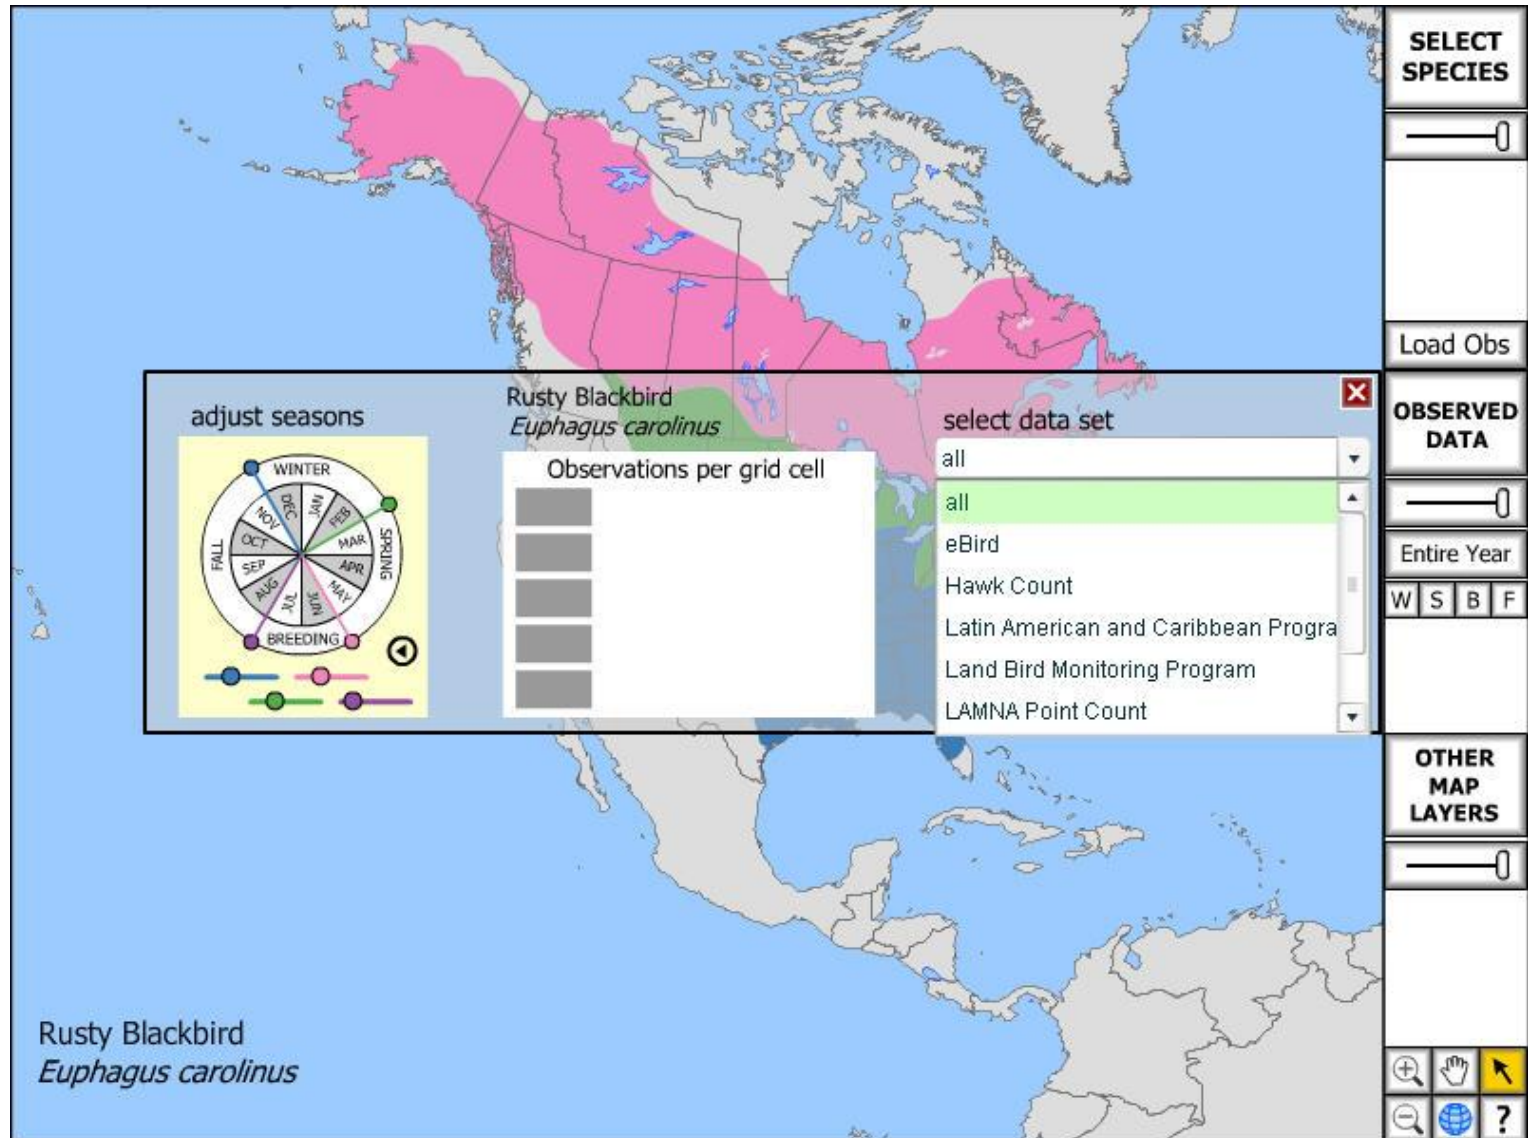 SELECT
SPECIES
Load Obs
OBSERVED
DATA
Entire Year
W S B F
OTHER
MAP
LAYERS
?
adjust seasons
WINTER
SPRING
BREEDING
FALL
JAN
FEB
MAR
APR
MAY
JUN
JUL
AUG
SEP
OCT
NOV
DEC
Rusty Blackbird
Euphagus carolinus
Observations per grid cell
select data set
all
all
eBird
Hawk Count
Latin American and Caribbean Progra
Land Bird Monitoring Program
LAMNA Point Count
Rusty Blackbird
Euphagus carolinus